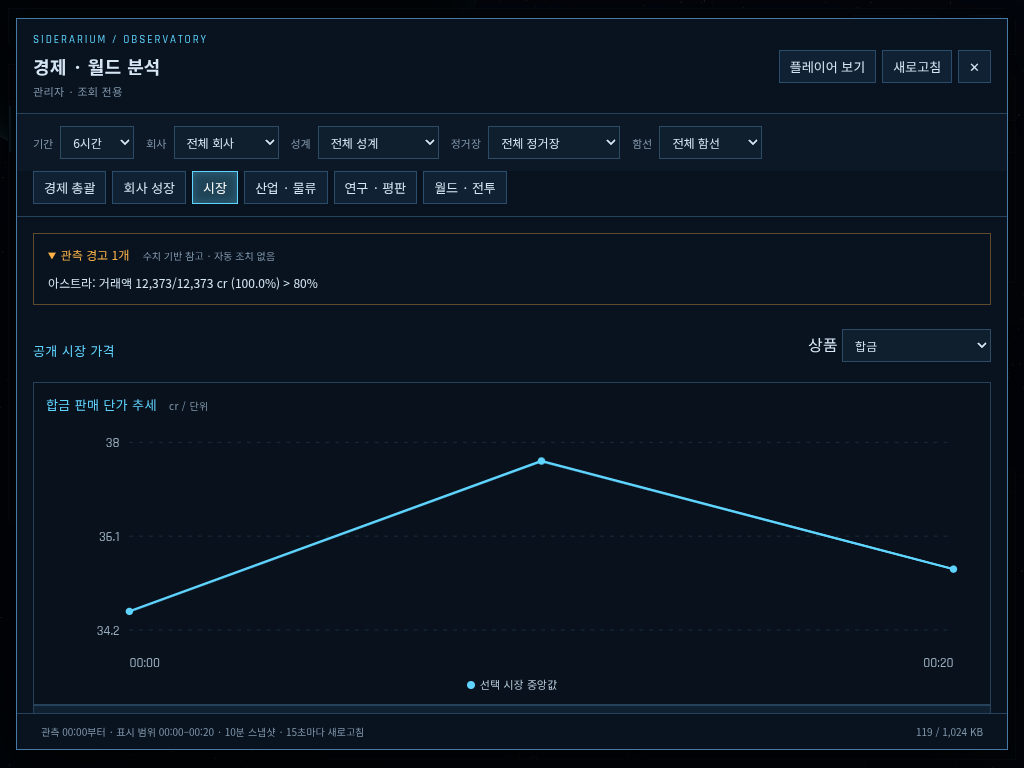 SIDERARIUM / OBSERVATORY
경제 · 월드 분석
관리자 · 조회 전용
플레이어 보기 새로고침 ×
기간 6시간 회사 전체 회사 성계 전체 성계 정거장 전체 정거장 함선 전체 함선
경제 총괄 회사 성장 시장 산업 · 물류 연구 · 평판 월드 · 전투
▼ 관측 경고 1개 수치 기반 참고 · 자동 조치 없음
아스트라: 거래액 12,373/12,373 cr (100.0%) > 80%
공개 시장 가격 상품 합금
합금 판매 단가 추세 cr / 단위
38
36.1
34.2
00:00 00:20
선택 시장 중앙값
관측 00:00부터 · 표시 범위 00:00–00:20 · 10분 스냅샷 · 15초마다 새로고침 119 / 1,024 KB